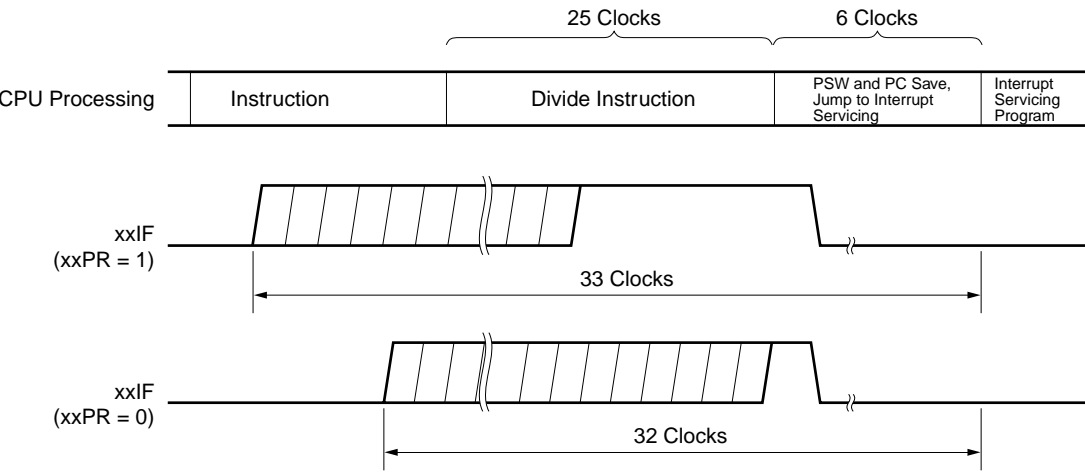 25 Clocks
6 Clocks
CPU Processing
Instruction
Divide Instruction
PSW and PC Save,
Jump to Interrupt
Servicing
Interrupt
Servicing
Program
xxIF
(xxPR = 1)
33 Clocks
xxIF
(xxPR = 0)
32 Clocks